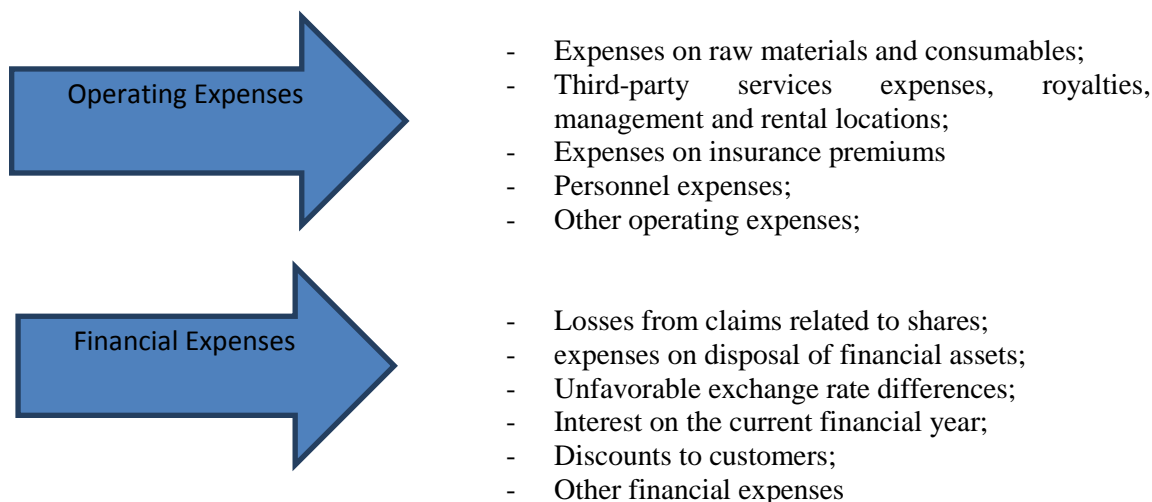 Operating Expenses
- Expenses on raw materials and consumables;
- Third-party services expenses, royalties,
management and rental locations;
- Expenses on insurance premiums
- Personnel expenses;
- Other operating expenses;
Financial Expenses
- Losses from claims related to shares;
- expenses on disposal of financial assets;
- Unfavorable exchange rate differences;
- Interest on the current financial year;
- Discounts to customers;
- Other financial expenses